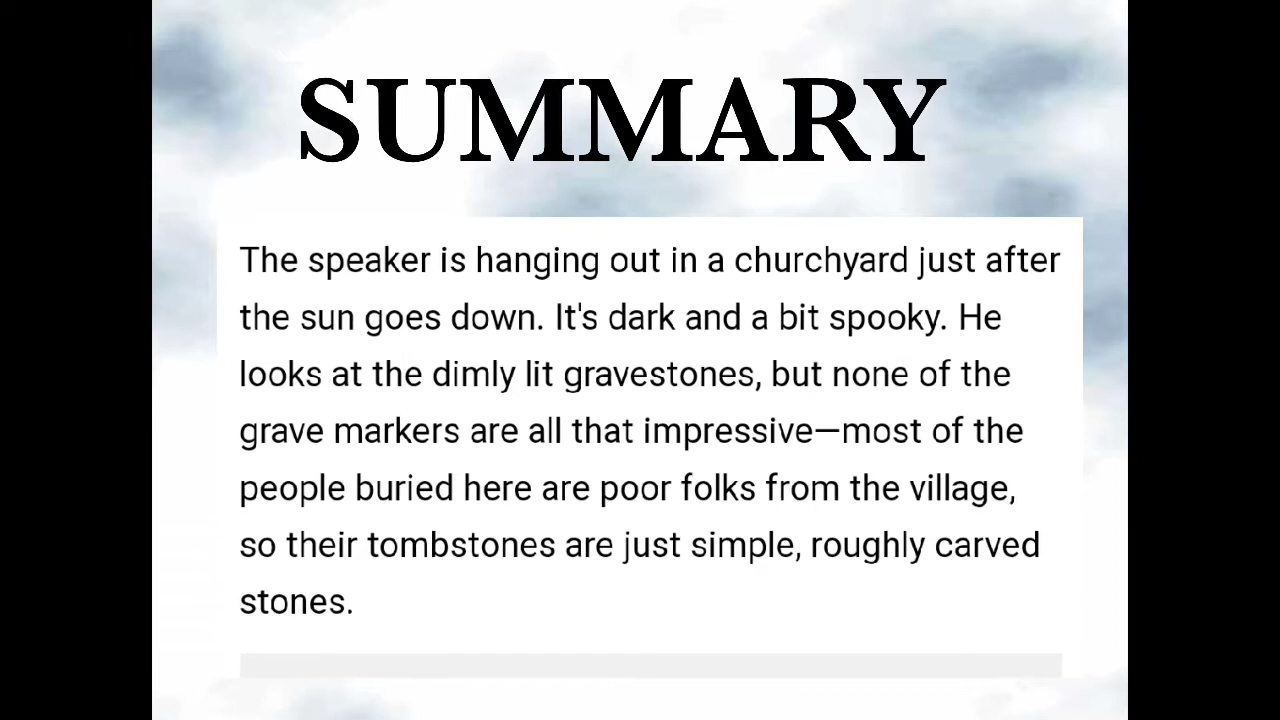 SUMMARY
The speaker is hanging out in a churchyard just after
the sun goes down. It's dark and a bit spooky. He
looks at the dimly lit gravestones, but none of the
grave markers are all that impressive—most of the
people buried here are poor folks from the village,
so their tombstones are just simple, roughly carved
stones.